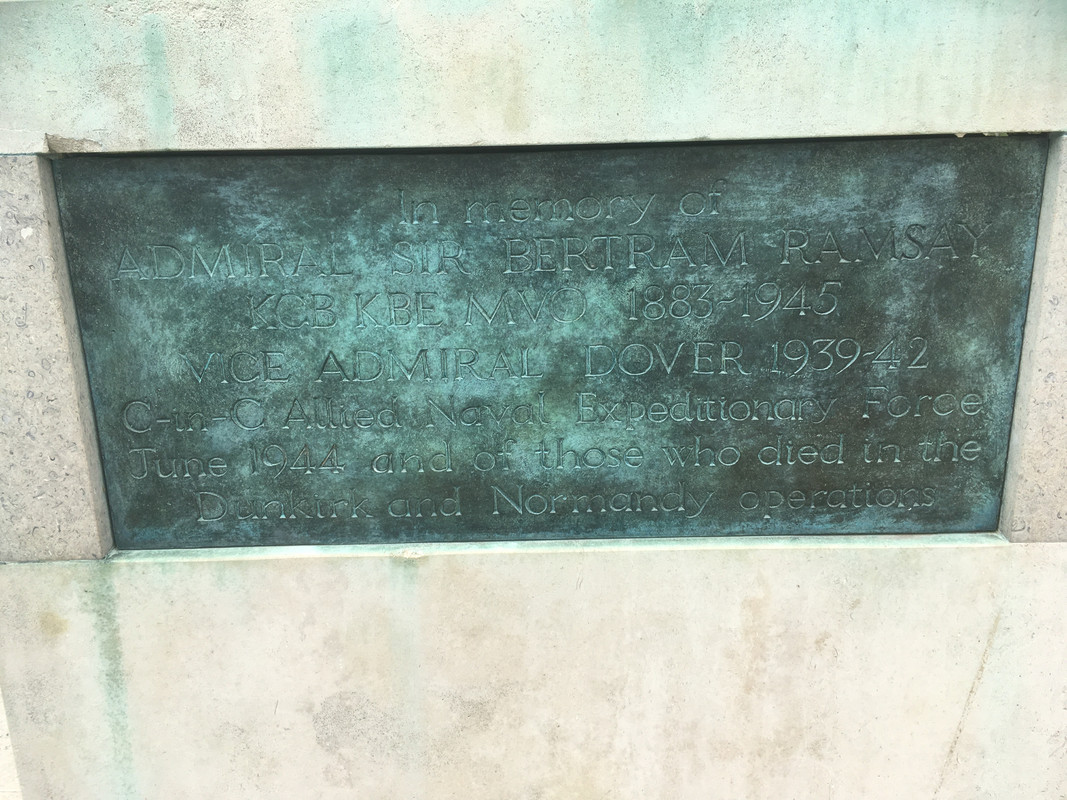 In memory of
ADMIRAL SIR BERTRAM RAMSAY
KCB KBE MVO 1883-1945
VICE ADMIRAL DOVER 1939-42
C-in-C Allied Naval Expeditionary Force
June 1944 and of those who died in the
Dunkirk and Normandy operations